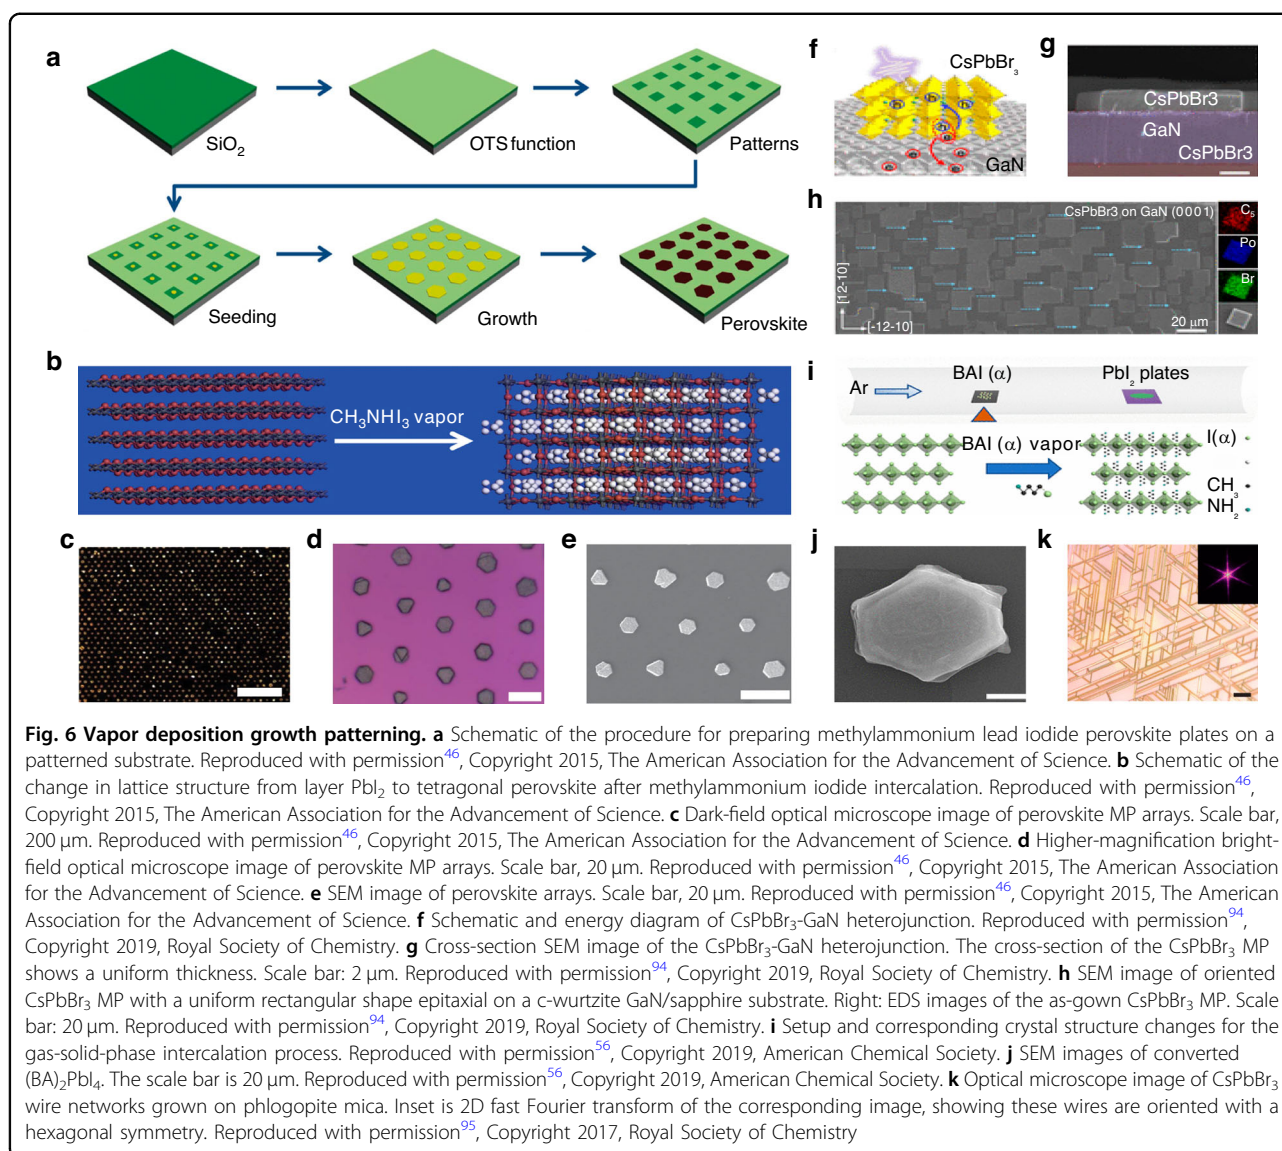 a
SiO2
OTS function
Patterns
Seeding
Growth
Perovskite
f
CsPbBr3
GaN
g
CsPbBr3
GaN
CsPbBr3
h
CsPbBr3 on GaN (0001)
[12-10]
[-12-10]
20 μm
C5
Po
Br
b
CH3NHI3 vapor
i
Ar
BAI (α)
PbI2 plates
BAI (α) vapor
I(α)
CH3
NH2
c
d
e
j
k
Fig. 6 Vapor deposition growth patterning. a Schematic of the procedure for preparing methylammonium lead iodide perovskite plates on a
patterned substrate. Reproduced with permission46, Copyright 2015, The American Association for the Advancement of Science. b Schematic of the
change in lattice structure from layer PbI2 to tetragonal perovskite after methylammonium iodide intercalation. Reproduced with permission46,
Copyright 2015, The American Association for the Advancement of Science. c Dark-field optical microscope image of perovskite MP arrays. Scale bar,
200 μm. Reproduced with permission46, Copyright 2015, The American Association for the Advancement of Science. d Higher-magnification bright-
field optical microscope image of perovskite MP arrays. Scale bar, 20 μm. Reproduced with permission46, Copyright 2015, The American Association
for the Advancement of Science. e SEM image of perovskite arrays. Scale bar, 20 μm. Reproduced with permission46, Copyright 2015, The American
Association for the Advancement of Science. f Schematic and energy diagram of CsPbBr3-GaN heterojunction. Reproduced with permission94,
Copyright 2019, Royal Society of Chemistry. g Cross-section SEM image of the CsPbBr3-GaN heterojunction. The cross-section of the CsPbBr3 MP
shows a uniform thickness. Scale bar: 2 μm. Reproduced with permission94, Copyright 2019, Royal Society of Chemistry. h SEM image of oriented
CsPbBr3 MP with a uniform rectangular shape epitaxial on a c-wurtzite GaN/sapphire substrate. Right: EDS images of the as-gown CsPbBr3 MP. Scale
bar: 20 μm. Reproduced with permission94, Copyright 2019, Royal Society of Chemistry. i Setup and corresponding crystal structure changes for the
gas-solid-phase intercalation process. Reproduced with permission56, Copyright 2019, American Chemical Society. j SEM images of converted
(BA)2PbI4. The scale bar is 20 μm. Reproduced with permission56, Copyright 2019, American Chemical Society. k Optical microscope image of CsPbBr3
wire networks grown on phlogopite mica. Inset is 2D fast Fourier transform of the corresponding image, showing these wires are oriented with a
hexagonal symmetry. Reproduced with permission95, Copyright 2017, Royal Society of Chemistry